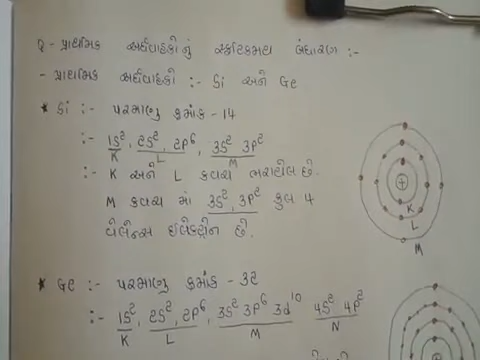 Q - પ્રાથમિક અર્ધવાહકોનું સ્ફટિકમય બંધારણ :-
- પ્રાથમિક અર્ધવાહકો :- Si અને Ge
* Si :- પરમાણુ ક્રમાંક - 14
:- 1S², 2S², 2P⁶, 3S² 3P²
K L M
:- K અને L કવચ ભરાયેલ છે.
M કવચ માં 3S², 3P² કુલ 4
વેલેન્સ ઈલેક્ટ્રોન છે.
K
L
M
* Ge :- પરમાણુ ક્રમાંક - 32
:- 1S², 2S², 2P⁶, 3S² 3P⁶ 3d¹⁰ 4S² 4P²
K L M N